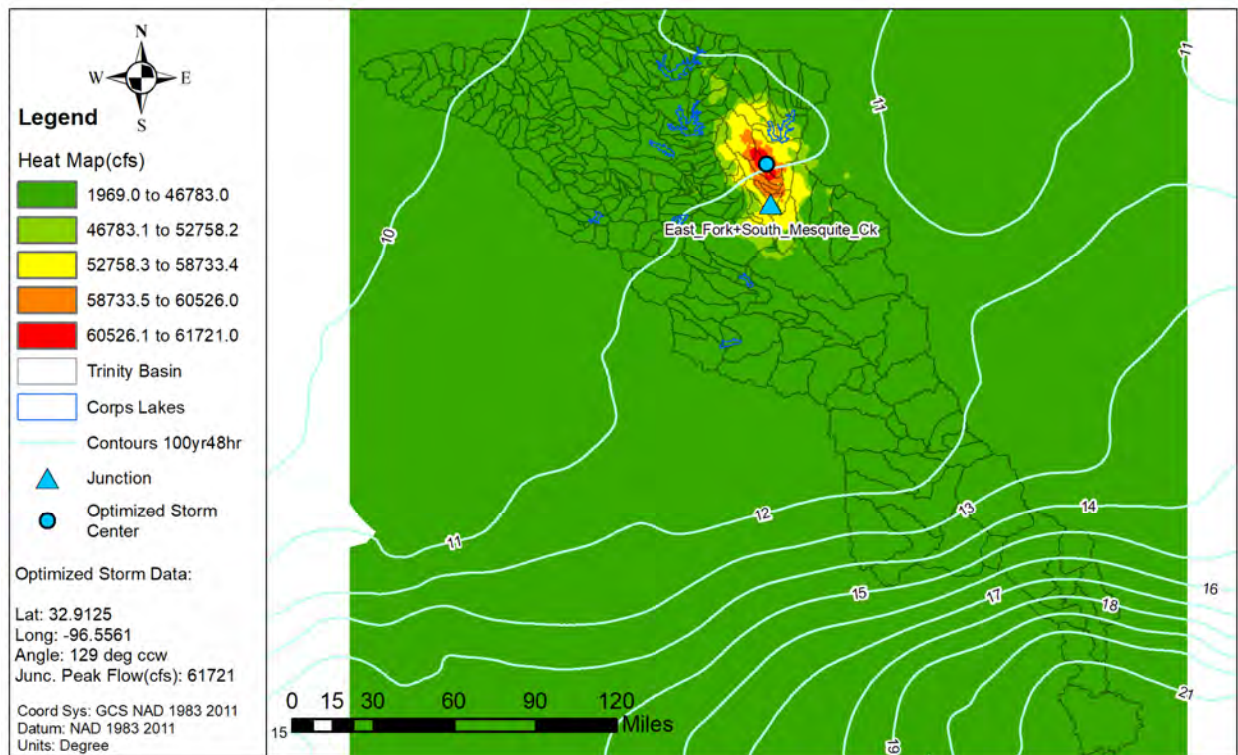 N
W
E
S
Legend
Heat Map(cfs)
1969.0 to 46783.0
46783.1 to 52758.2
52758.3 to 58733.4
58733.5 to 60526.0
60526.1 to 61721.0
Trinity Basin
Corps Lakes
Contours 100yr48hr
Junction
Optimized Storm
Center
Optimized Storm Data:
Lat: 32.9125
Long: -96.5561
Angle: 129 deg ccw
Junc. Peak Flow(cfs): 61721
Coord Sys: GCS NAD 1983 2011
Datum: NAD 1983 2011
Units: Degree
11
11
10
East_Fork+South_Mesquite_Ck
11
12
13
14
15
16
17
18
19
21
15
0 15 30 60 90 120
Miles